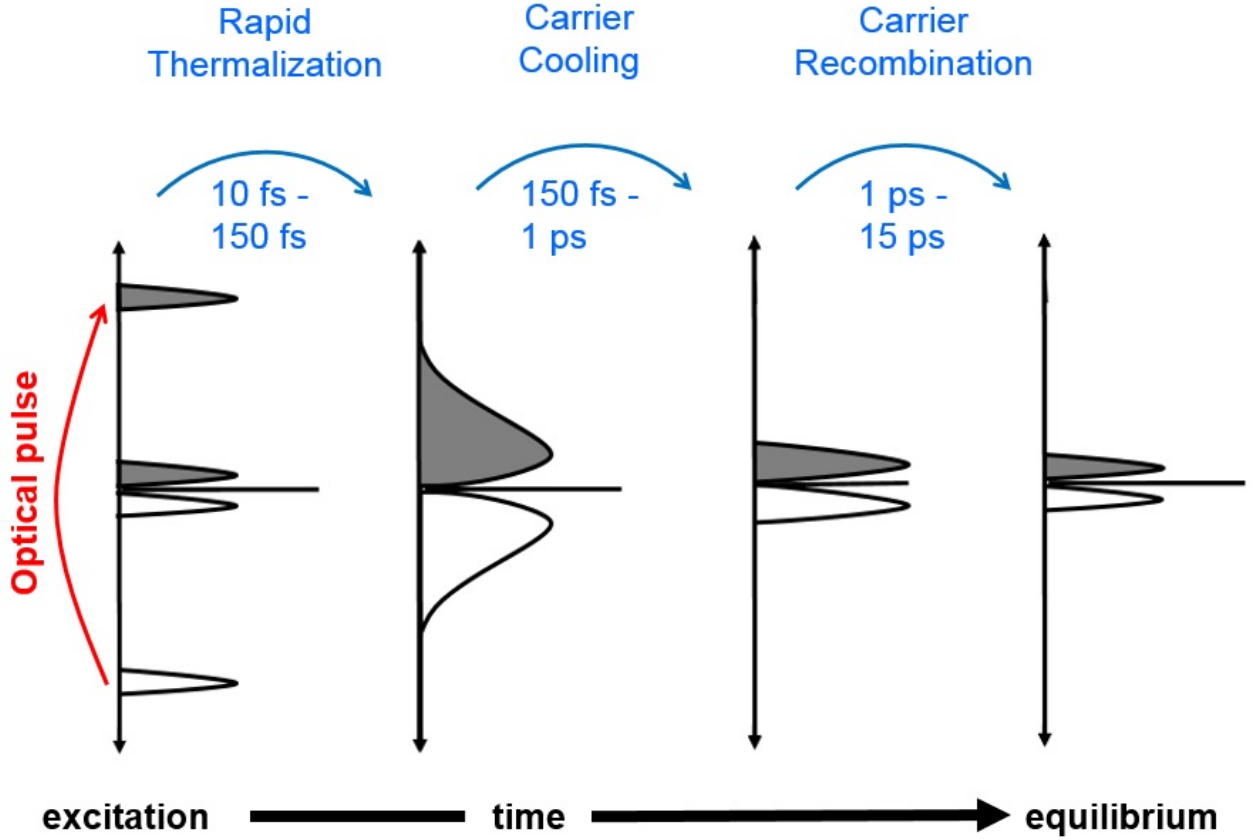 Rapid
Thermalization
Carrier
Cooling
Carrier
Recombination
10 fs -
150 fs
150 fs -
1 ps
1 ps -
15 ps
Optical pulse
excitation
time
equilibrium